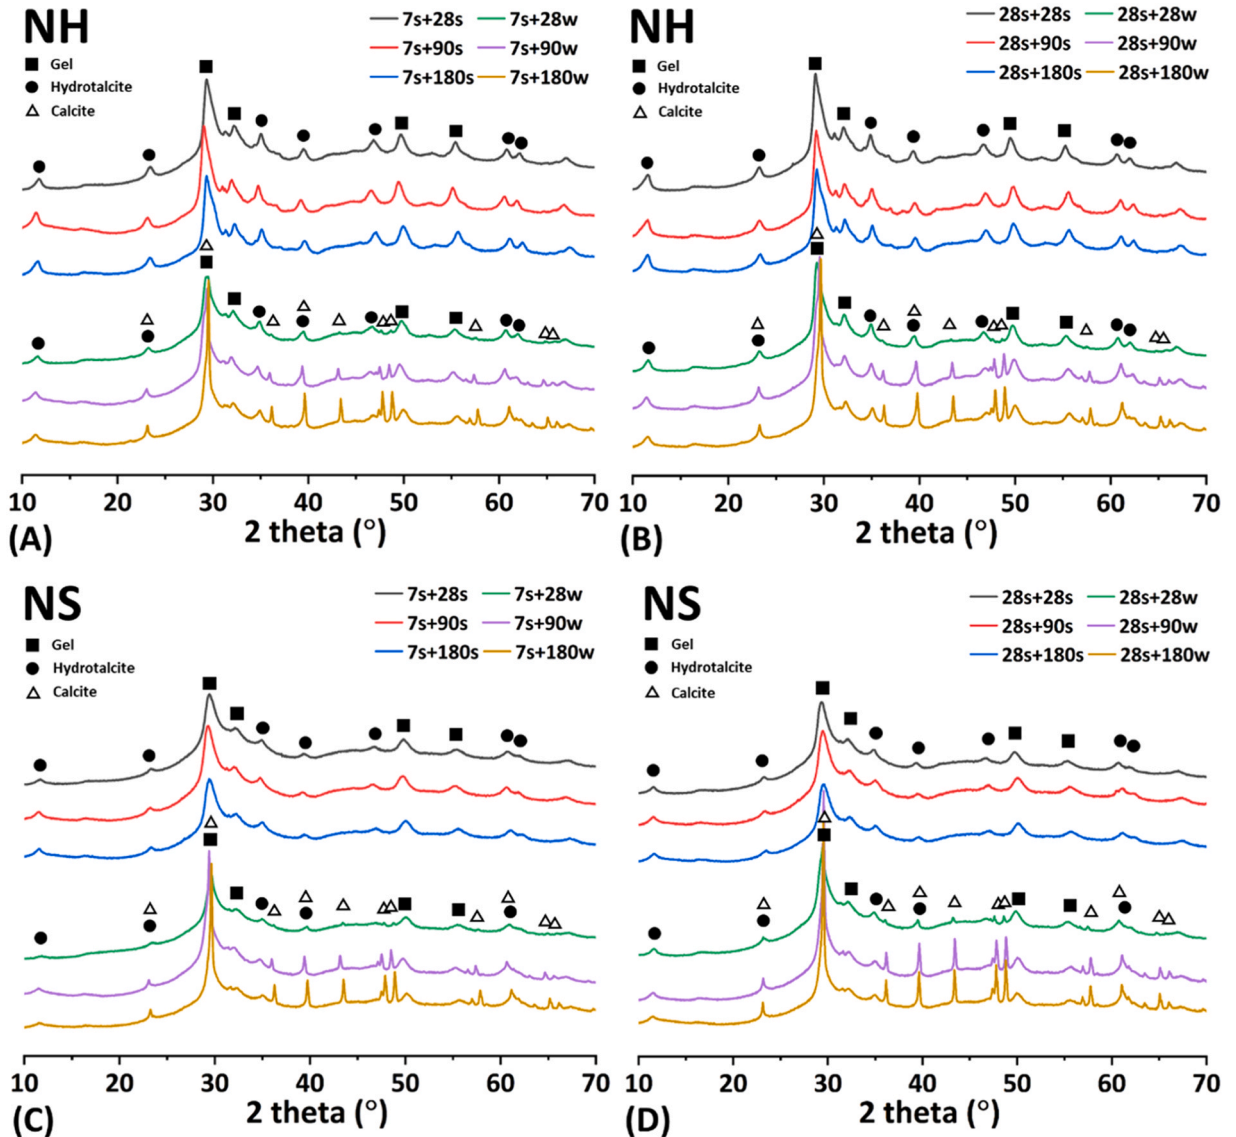 NH
7s+28s 7s+28w
Gel
7s+90s 7s+90w
Hydrotalcite
7s+180s 7s+180w
Calcite
10 20 30 40 50 60 70
2 theta (°)
(A)
NH
28s+28s 28s+28w
Gel
28s+90s 28s+90w
Hydrotalcite
28s+180s 28s+180w
Calcite
10 20 30 40 50 60 70
2 theta (°)
(B)
NS
7s+28s 7s+28w
Gel
7s+90s 7s+90w
Hydrotalcite
7s+180s 7s+180w
Calcite
10 20 30 40 50 60 70
2 theta (°)
(C)
NS
28s+28s 28s+28w
Gel
28s+90s 28s+90w
Hydrotalcite
28s+180s 28s+180w
Calcite
10 20 30 40 50 60 70
2 theta (°)
(D)